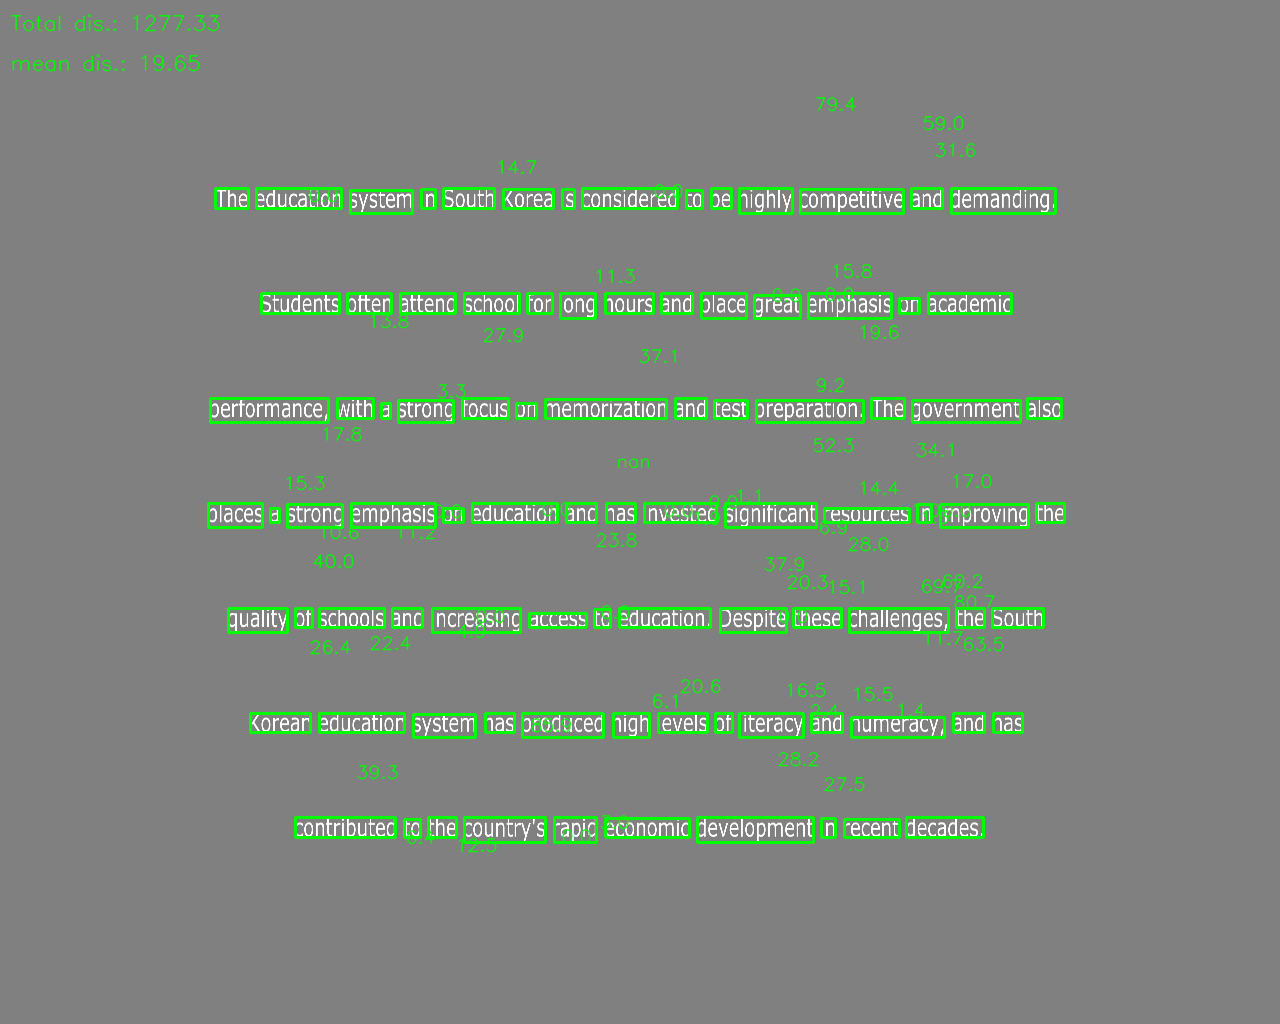 Total dis.: 1277.33
mean dis.: 19.65
79.4
59.0
31.6
14.7
The education system in South Korea is considered to be highly competitive and demanding.
11.3 15.8
Students often attend school for long hours and place great emphasis on academic
13.8 27.9 19.6
37.1
3.3 9.2
performance, with a strong focus on memorization and test preparation. The government also
17.8 52.3 34.1
nan
15.3 14.4 17.0
places a strong emphasis on education and has invested significant resources in improving the
10.6 11.2 23.8 6.9 28.0
40.0 37.9
20.3 15.1
80.7
quality of schools and increasing access to education. Despite these challenges, the South
26.4 22.4 11.7 63.5
20.6 16.5 15.5
6.1 2.4 1.4
Korean education system has produced high levels of literacy and numeracy, and has
39.3 28.2 27.5
contributed to the country's rapid economic development in recent decades.